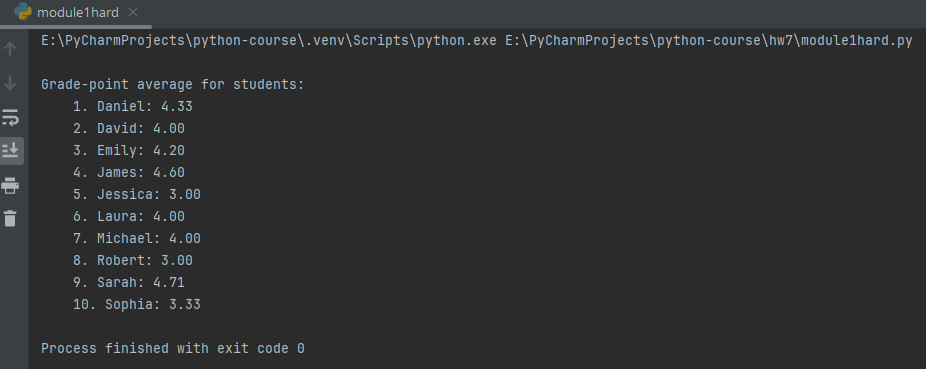 module1hard
E:\PyCharmProjects\python-course\.venv\Scripts\python.exe E:\PyCharmProjects\python-course\hw7\module1hard.py
Grade-point average for students:
1. Daniel: 4.33
2. David: 4.00
3. Emily: 4.20
4. James: 4.60
5. Jessica: 3.00
6. Laura: 4.00
7. Michael: 4.00
8. Robert: 3.00
9. Sarah: 4.71
10. Sophia: 3.33
Process finished with exit code 0